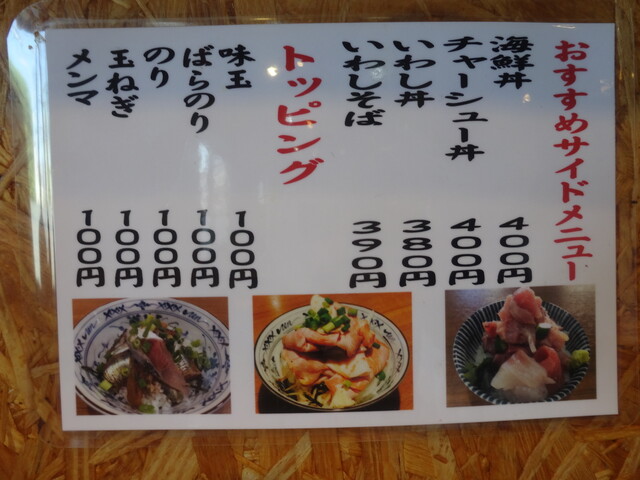 おすすめサイドメニュー
海鮮丼 400円
チャーシュー丼 400円
いわし丼 380円
いわしそば 390円
トッピング
味玉 100円
ばらのり 100円
のり 100円
玉ねぎ 100円
メンマ 100円